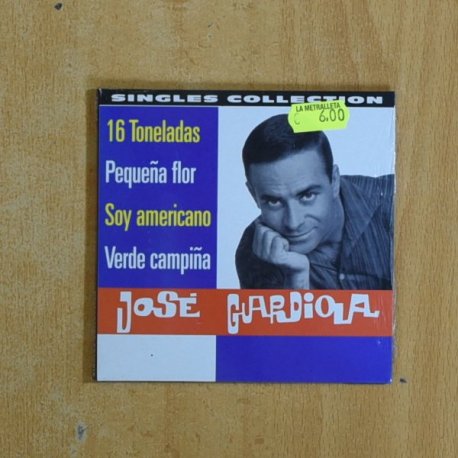 SINGLES COLLECTION
LA METRALLETA
€ 6.00
16 Toneladas
Pequeña flor
Soy americano
Verde campiña
JOSÉ GUARDIOLA